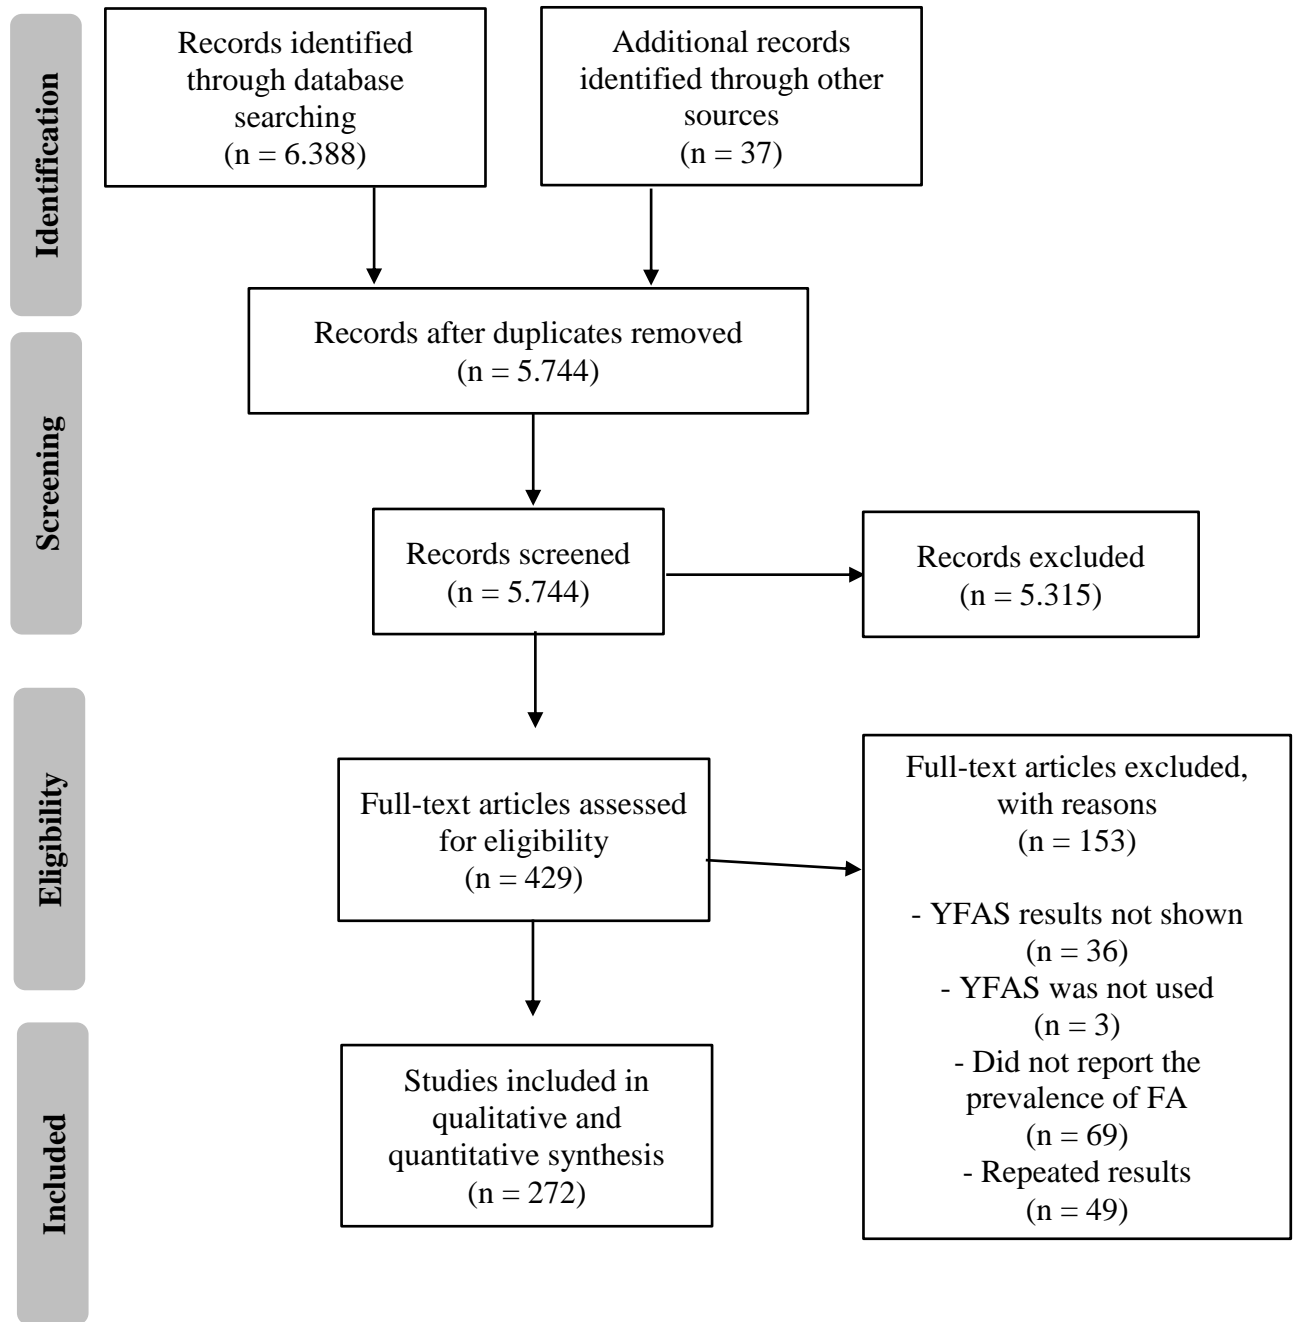 Identification
Records identified
through database
searching
(n = 6.388)
Additional records
identified through other
sources
(n = 37)
Records after duplicates removed
(n = 5.744)
Screening
Records screened
(n = 5.744)
Records excluded
(n = 5.315)
Eligibility
Full-text articles assessed
for eligibility
(n = 429)
Full-text articles excluded,
with reasons
(n = 153)
- YFAS results not shown
(n = 36)
- YFAS was not used
(n = 3)
- Did not report the
prevalence of FA
(n = 69)
- Repeated results
(n = 49)
Included
Studies included in
qualitative and
quantitative synthesis
(n = 272)